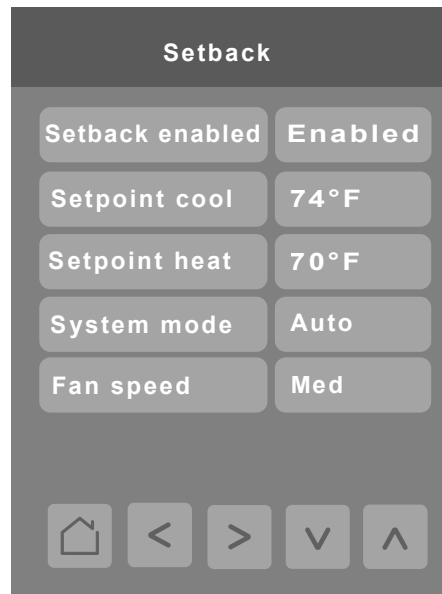 Setback
Setback enabled Enabled
Setpoint cool 74°F
Setpoint heat 70°F
System mode Auto
Fan speed Med